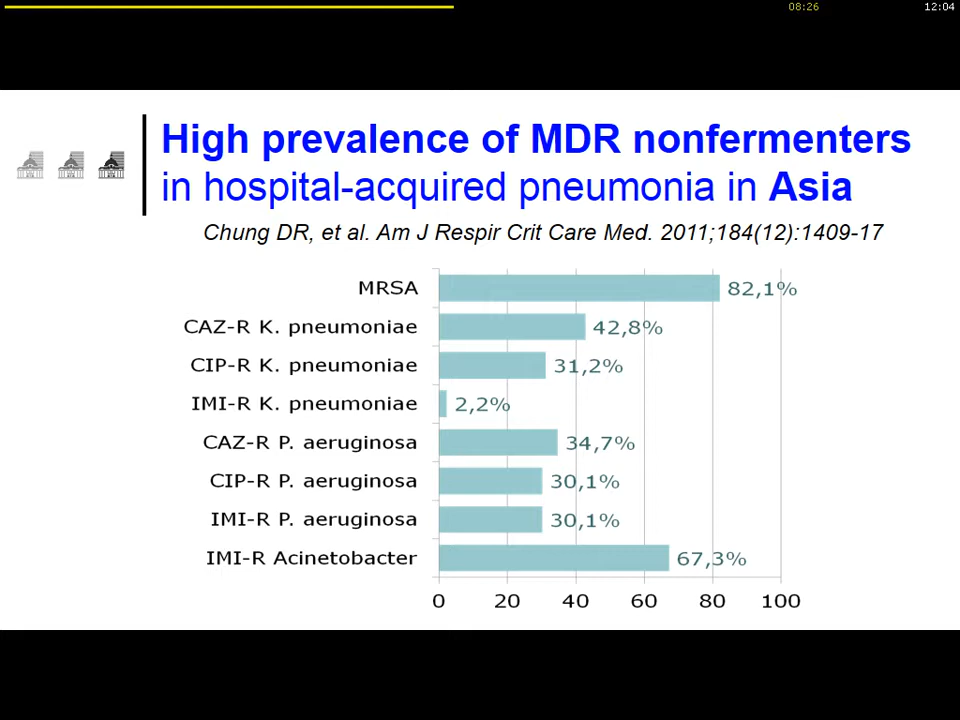 08:26 12:04
High prevalence of MDR nonfermenters
in hospital-acquired pneumonia in Asia
Chung DR, et al. Am J Respir Crit Care Med. 2011;184(12):1409-17
MRSA 82,1%
CAZ-R K. pneumoniae 42,8%
CIP-R K. pneumoniae 31,2%
IMI-R K. pneumoniae 2,2%
CAZ-R P. aeruginosa 34,7%
CIP-R P. aeruginosa 30,1%
IMI-R P. aeruginosa 30,1%
IMI-R Acinetobacter 67,3%
0 20 40 60 80 100